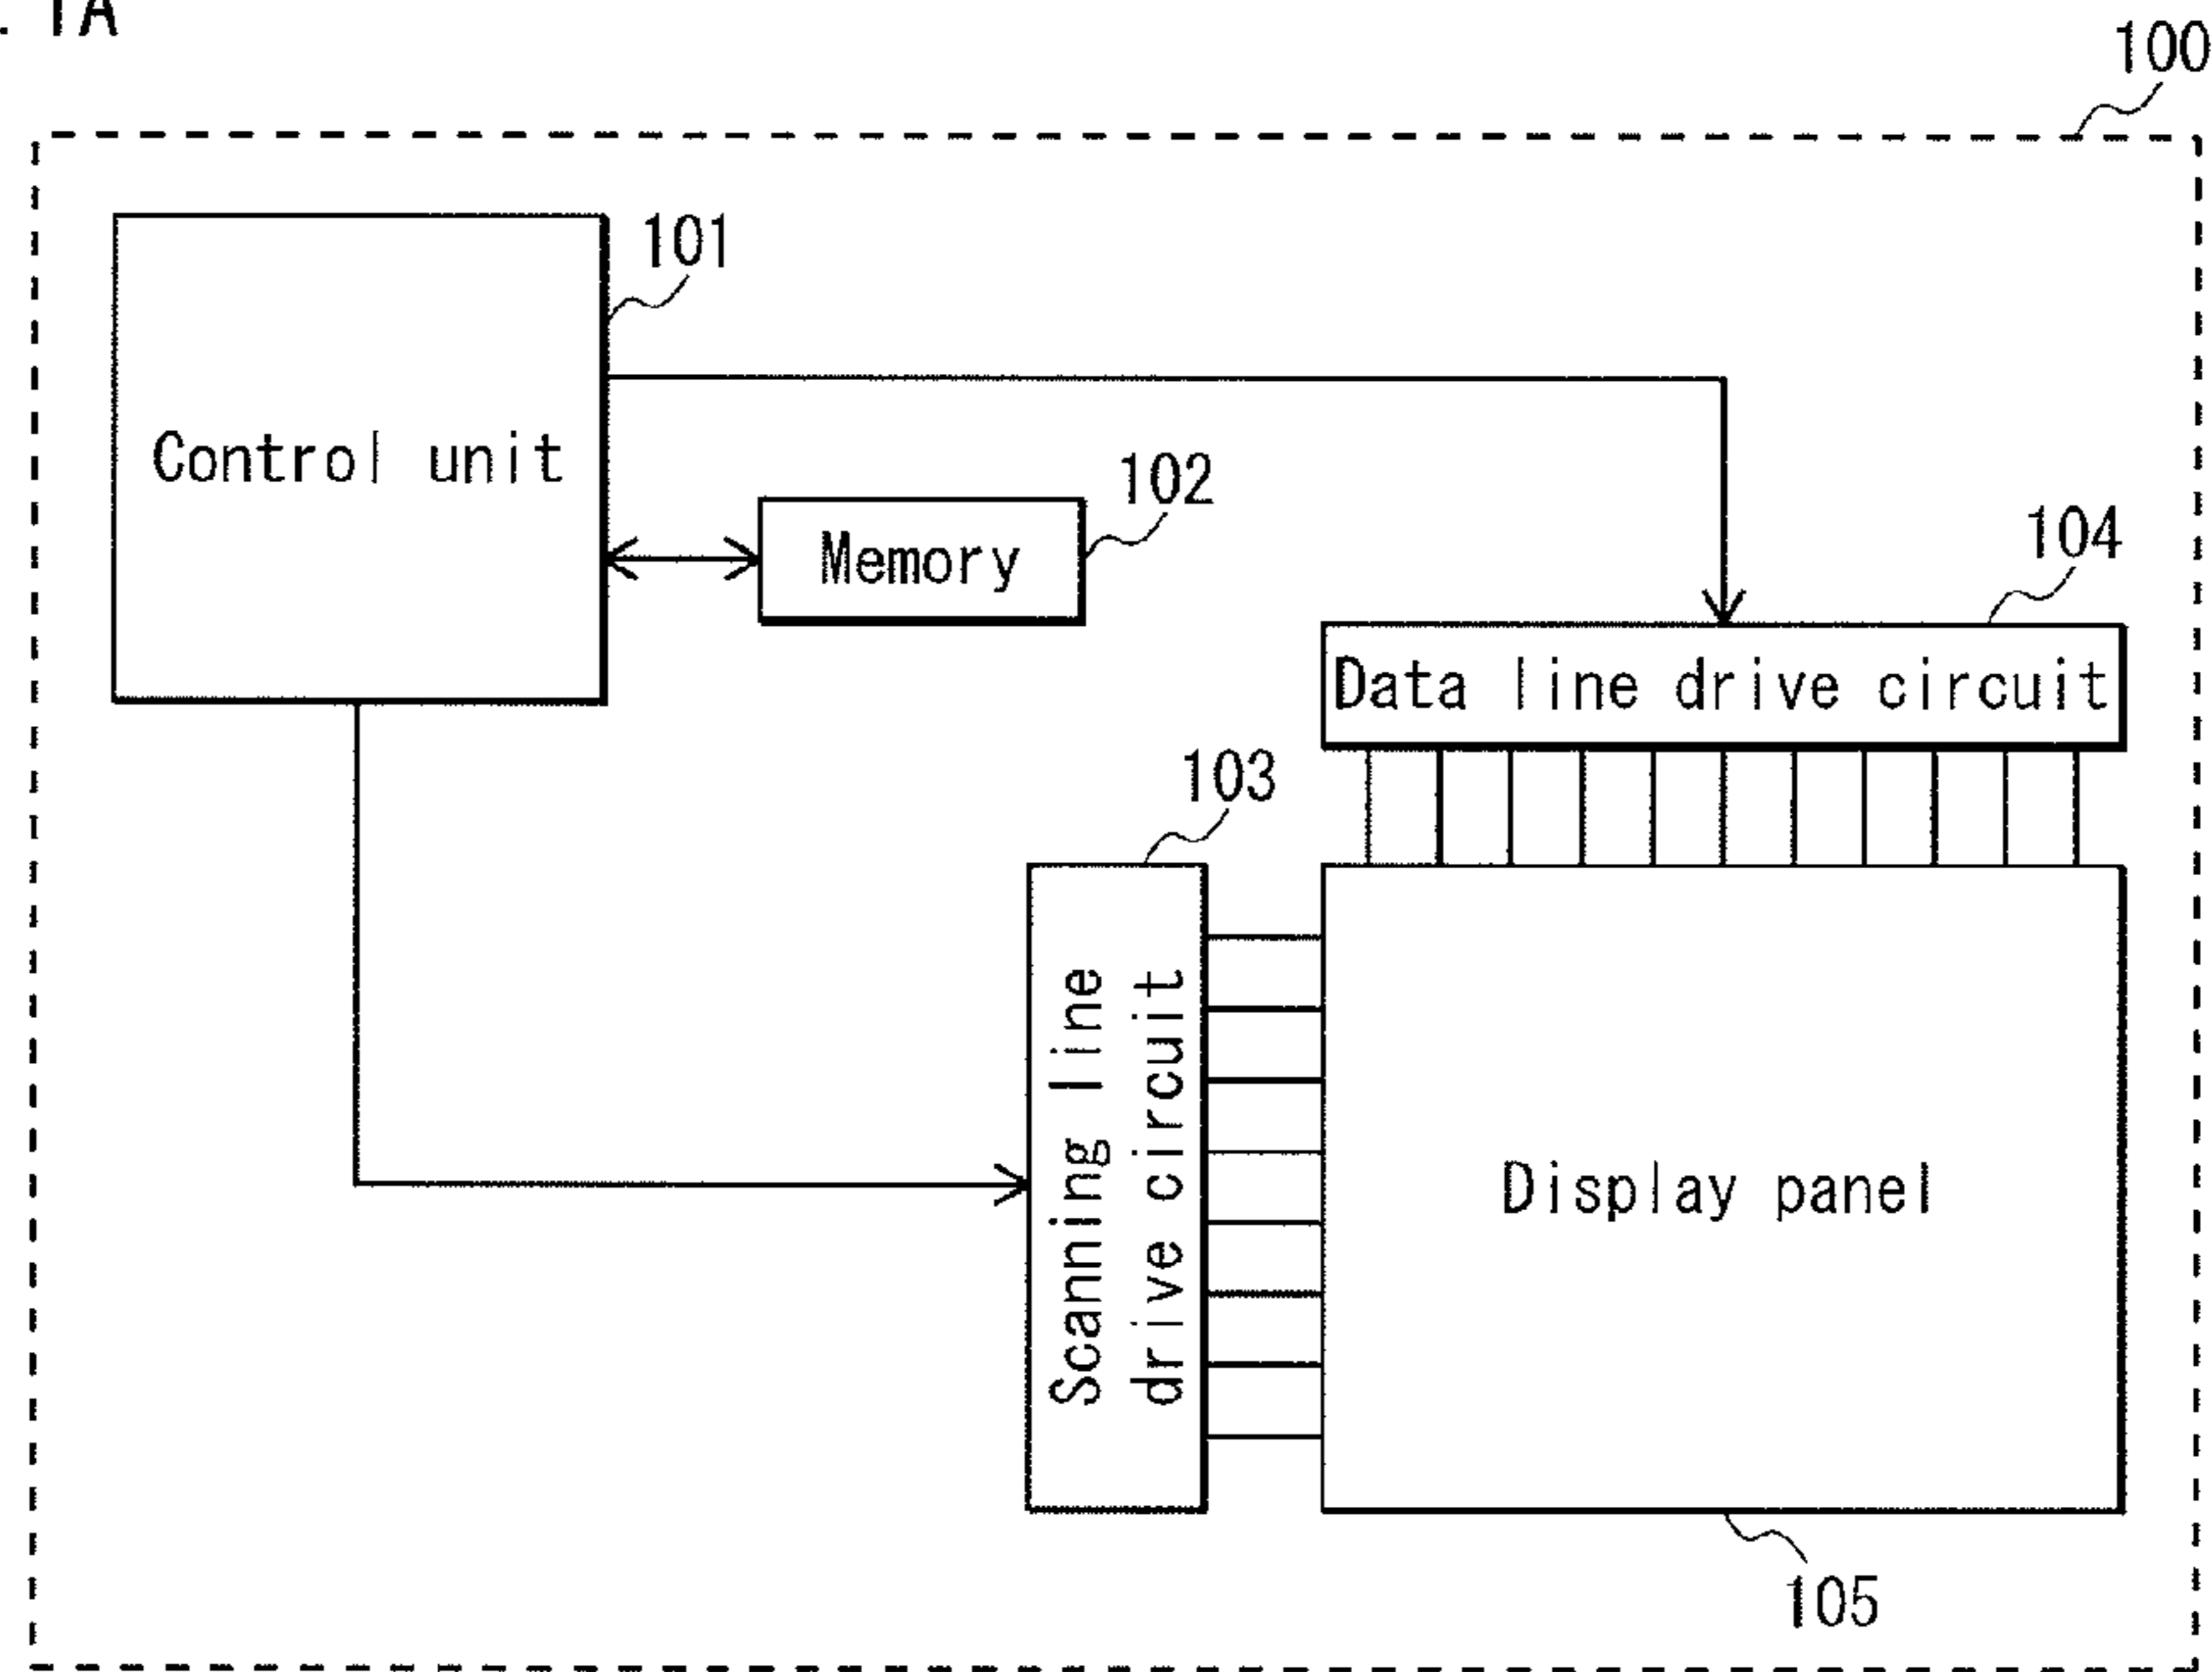 . 1A
100
101
Control unit
102
Memory
104
Data line drive circuit
103
Scanning line
drive circuit
Display panel
105